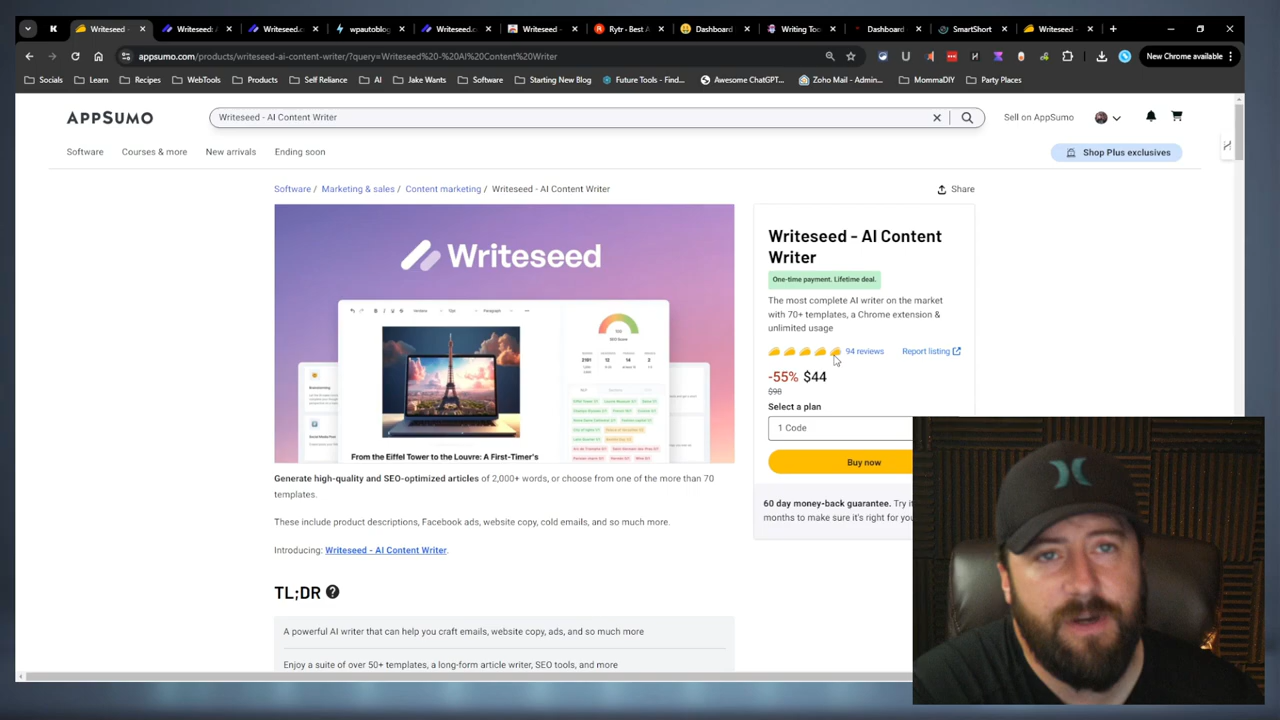 Writeseed -
Writeseed:
Writeseed.c
wpautoblog
Writeseed.c
Writeseed -
Rytr - Best A
Dashboard
Writing Too
Dashboard
SmartShort
Writeseed -
appsumo.com/products/writeseed-ai-content-writer/?query=Writeseed%20-%20AI%20Content%20Writer
New Chrome available
Socials
Learn
Recipes
WebTools
Products
Self Reliance
AI
Jake Wants
Software
Starting New Blog
Future Tools - Find...
Awesome ChatGPT...
Zoho Mail - Admin...
MommaDIY
Party Places
APPSUMO
Writeseed - AI Content Writer
Sell on AppSumo
Software
Courses & more
New arrivals
Ending soon
Shop Plus exclusives
Software / Marketing & sales / Content marketing / Writeseed - AI Content Writer
Share
Writeseed
From the Eiffel Tower to the Louvre: A First-Timer's
Generate high-quality and SEO-optimized articles of 2,000+ words, or choose from one of the more than 70
templates.
These include product descriptions, Facebook ads, website copy, cold emails, and so much more.
Introducing: Writeseed - AI Content Writer.
TL;DR ?
A powerful AI writer that can help you craft emails, website copy, ads, and so much more
Enjoy a suite of over 50+ templates, a long-form article writer, SEO tools, and more
Writeseed - AI Content
Writer
One-time payment. Lifetime deal.
The most complete AI writer on the market
with 70+ templates, a Chrome extension &
unlimited usage
94 reviews
Report listing
-55% $44
$98
Select a plan
1 Code
Buy now
60 day money-back guarantee. Try i
months to make sure it's right for you